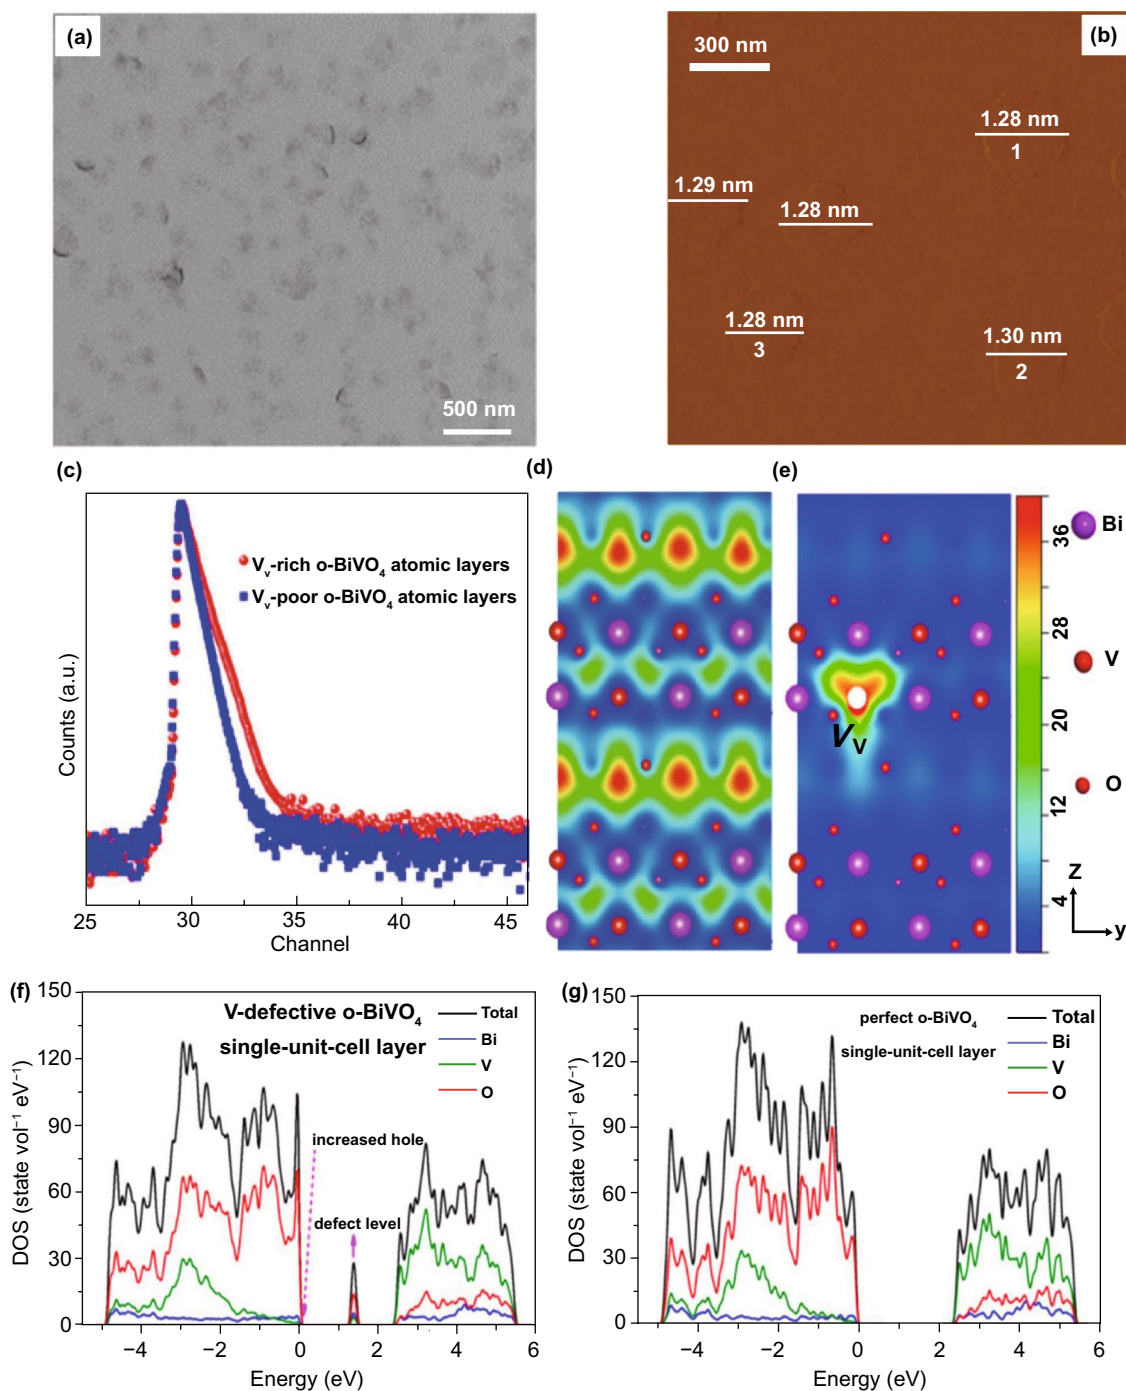 (a)
500 nm
(b)
300 nm
1.28 nm
1
1.29 nm
1.28 nm
1.28 nm
3
1.30 nm
2
(c)
Counts (a.u.)
Vᵥ-rich o-BiVO₄ atomic layers
Vᵥ-poor o-BiVO₄ atomic layers
25 30 35 40 45
Channel
(d)
(e)
V_V
36
28
20
12
4
Bi
V
O
Z
y
(f)
DOS (state vol⁻¹ eV⁻¹)
150
120
90
60
30
0
V-defective o-BiVO₄
single-unit-cell layer
Total
Bi
V
O
increased hole
defect level
−4 −2 0 2 4 6
Energy (eV)
(g)
DOS (state vol⁻¹ eV⁻¹)
150
120
90
60
30
0
perfect o-BiVO₄
single-unit-cell layer
Total
Bi
V
O
−4 −2 0 2 4 6
Energy (eV)